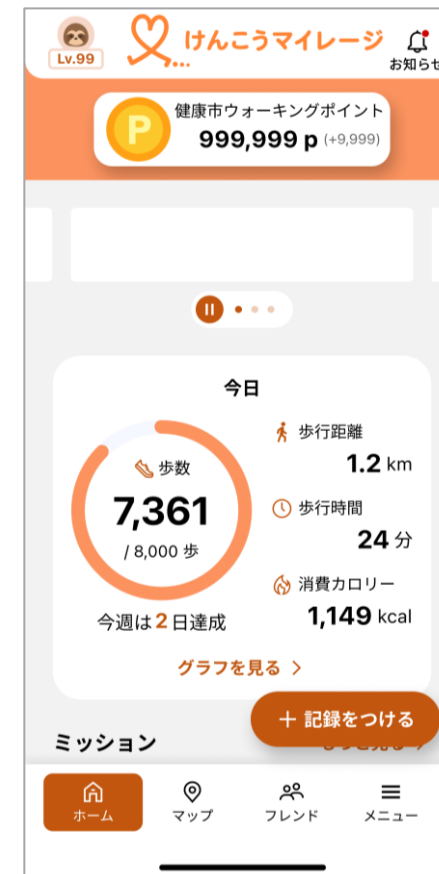 Lv.99
けんこうマイレージ
お知らせ
P
健康市ウォーキングポイント
999,999 p (+9,999)
今日
歩数
7,361
/ 8,000 歩
今週は2日達成
歩行距離
1.2 km
歩行時間
24 分
消費カロリー
1,149 kcal
グラフを見る
ミッション
+ 記録をつける
ホーム
マップ
フレンド
メニュー